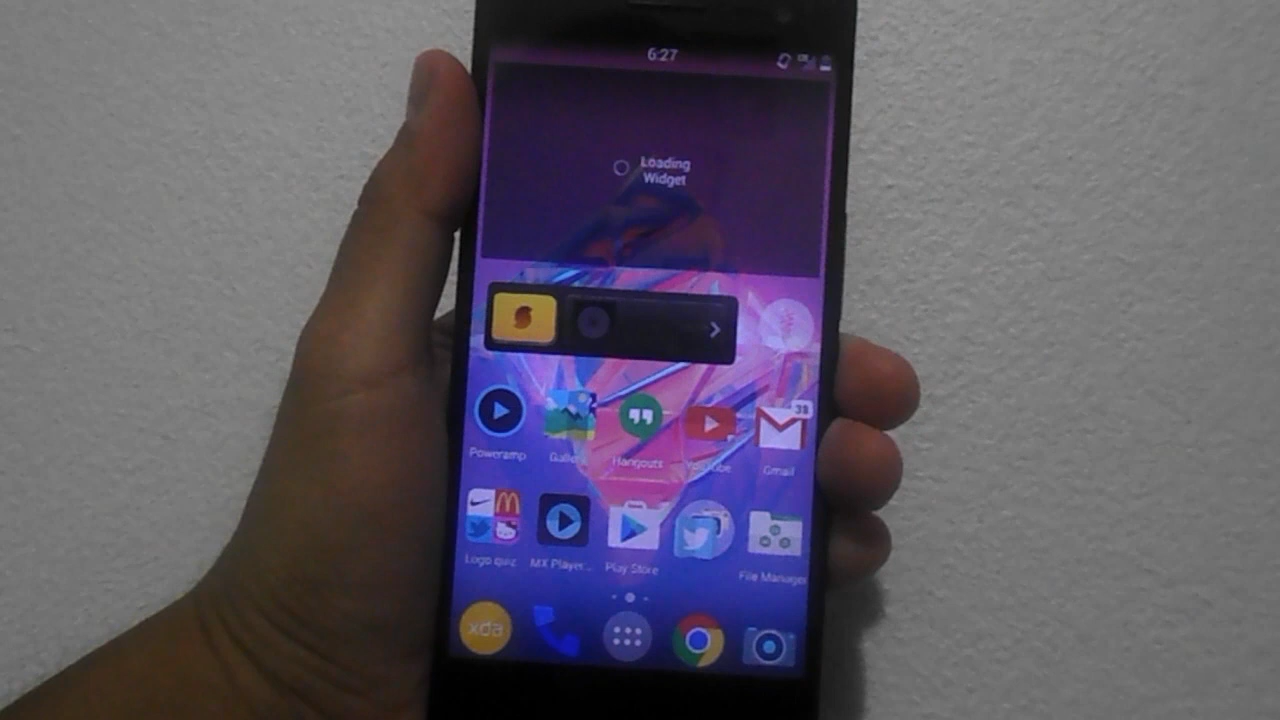 6:27
Loading
Widget
38
Poweramp
Gallery
Hangouts
YouTube
Gmail
Logo quiz
MX Player...
Play Store
File Manager
xda